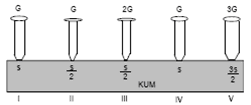 G G 2G G 3G
s s/2 s/2 s 3s/2
KUM
I II III IV V